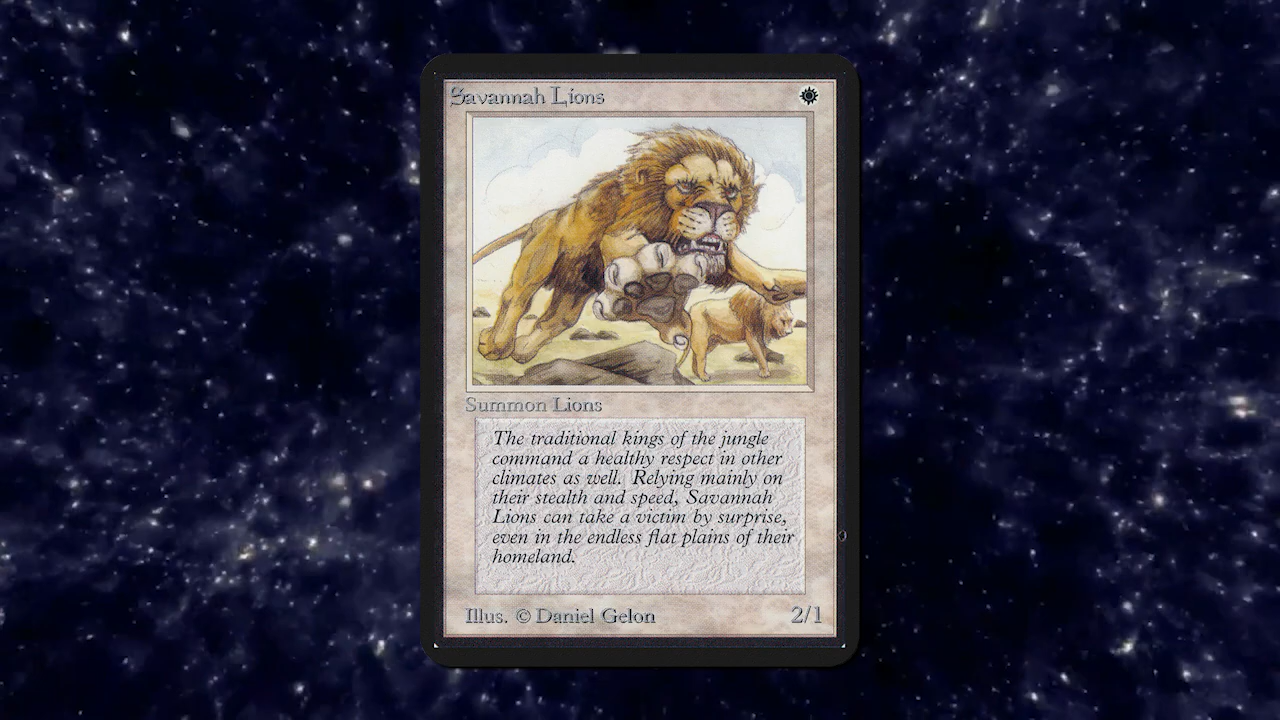 Savannah Lions
Summon Lions
The traditional kings of the jungle
command a healthy respect in other
climates as well. Relying mainly on
their stealth and speed, Savannah
Lions can take a victim by surprise,
even in the endless flat plains of their
homeland.
Illus. © Daniel Gelon
2/1